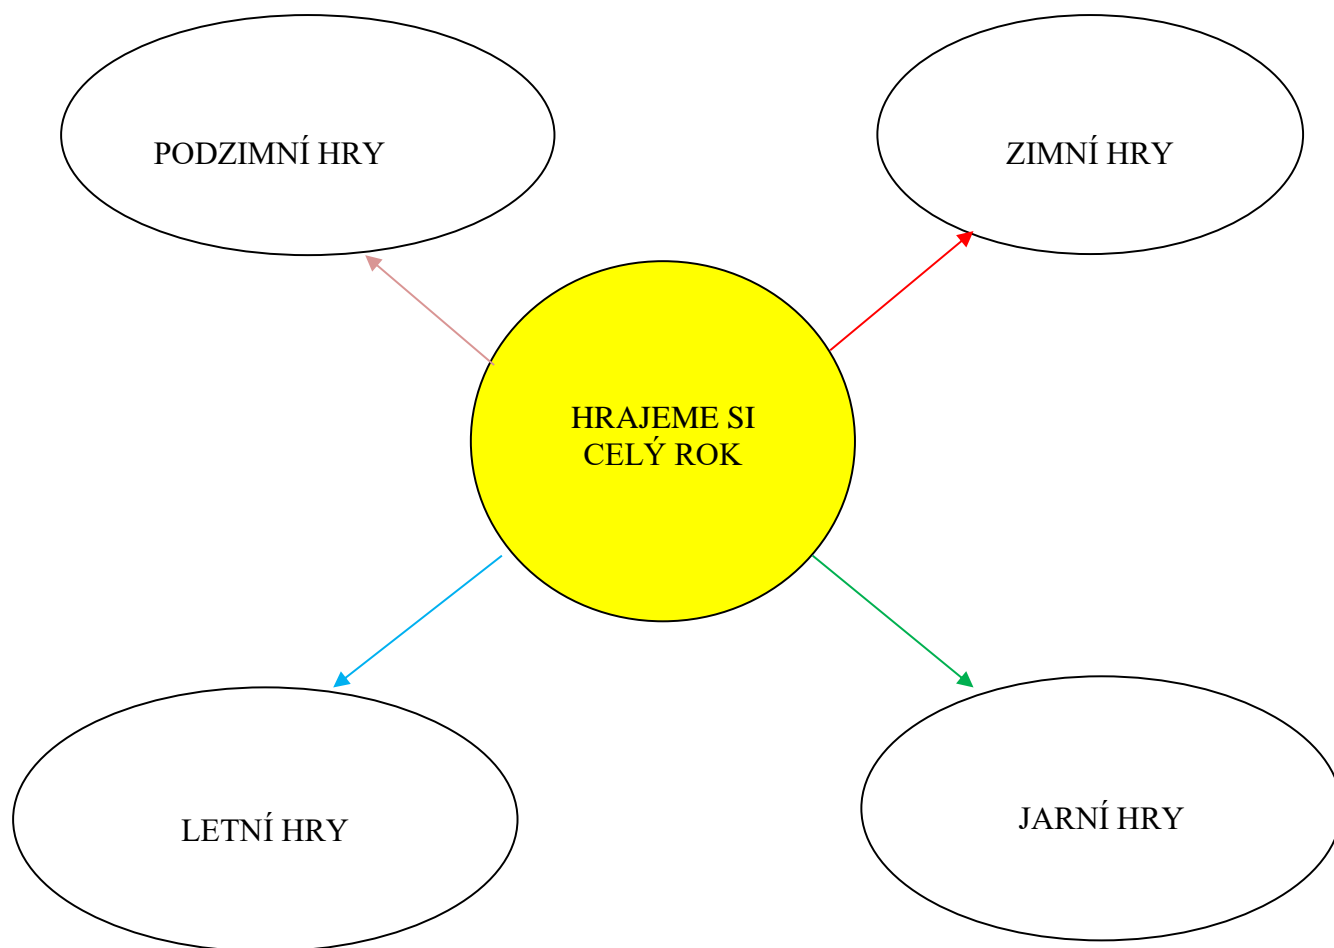 PODZIMNÍ HRY
ZIMNÍ HRY
HRAJEME SI
CELÝ ROK
LETNÍ HRY
JARNÍ HRY